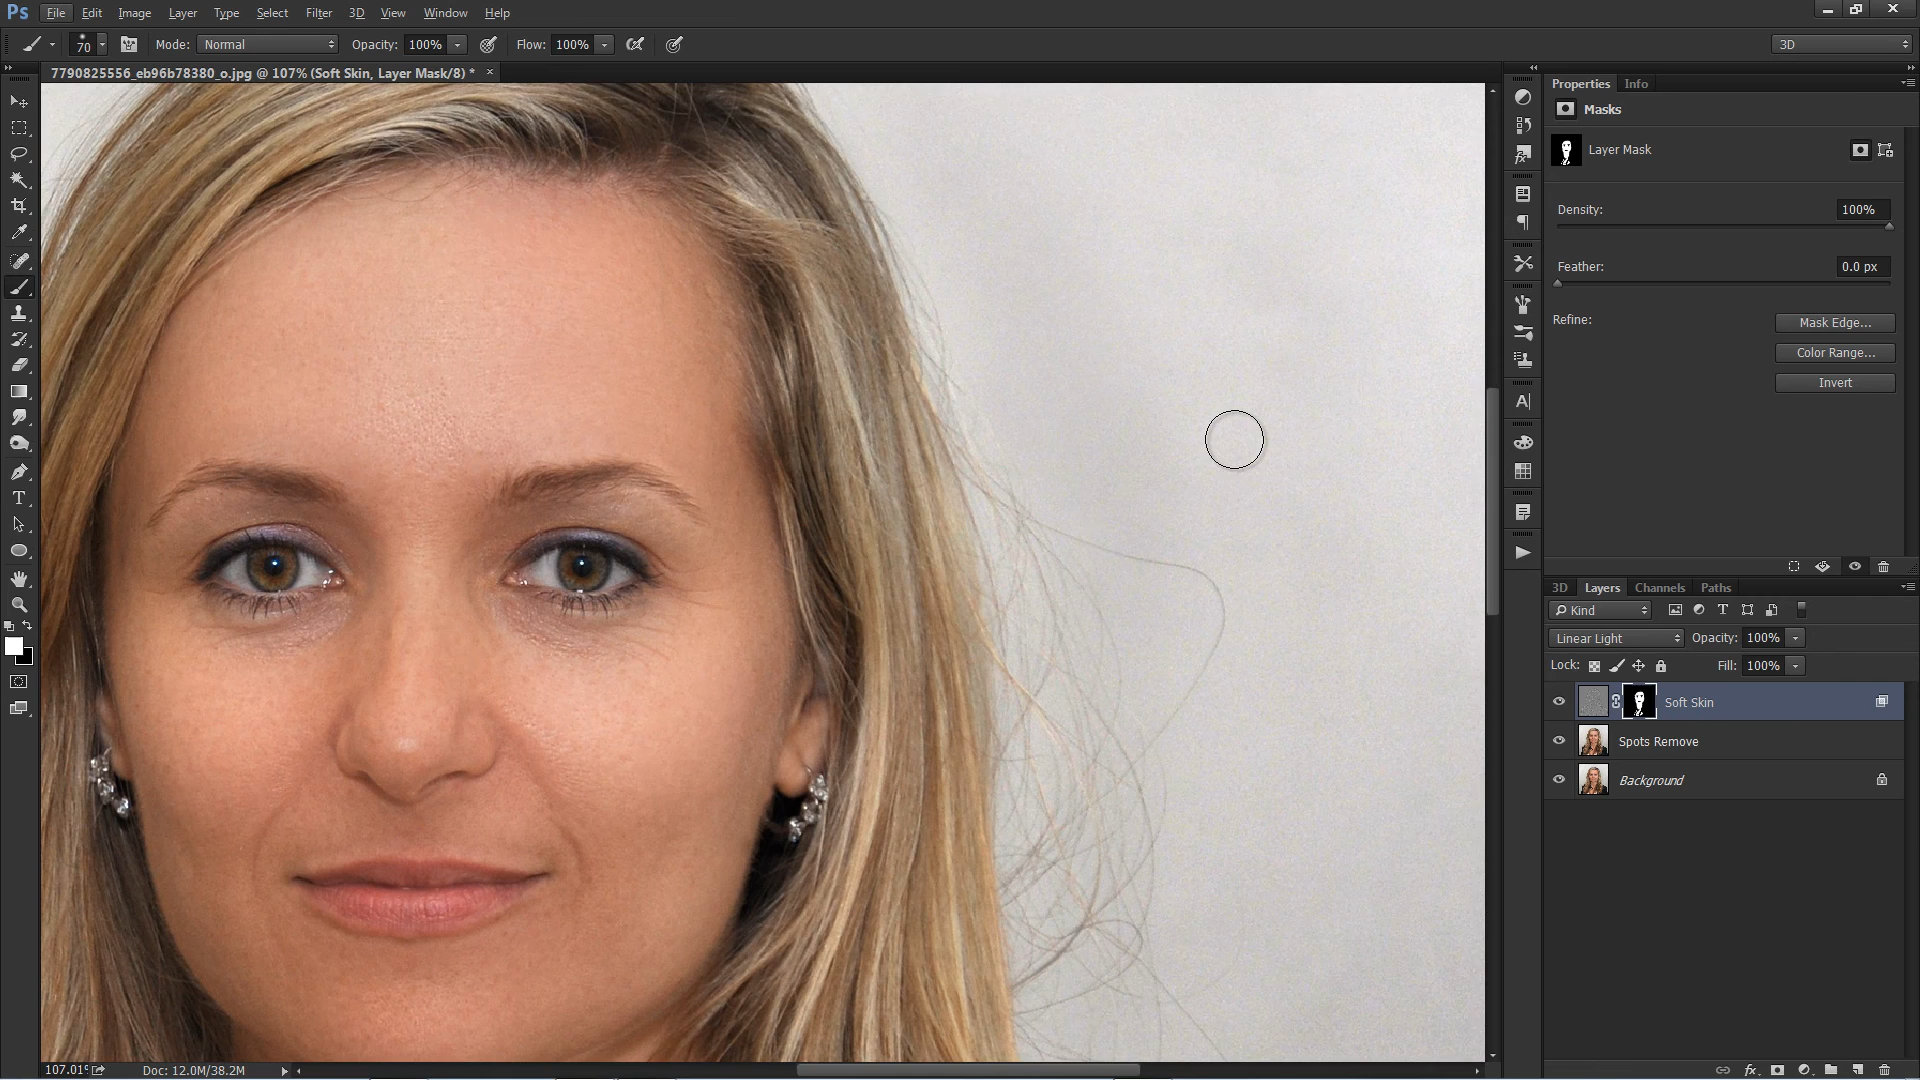 Ps File Edit Image Layer Type Select Filter 3D View Window Help
70 Mode: Normal Opacity: 100% Flow: 100% 3D
7790825556_eb96b78380_o.jpg @ 107% (Soft Skin, Layer Mask/8) * ×
Properties Info
Masks
Layer Mask
Density: 100%
Feather: 0.0 px
Refine: Mask Edge...
Color Range...
Invert
3D Layers Channels Paths
Kind
Linear Light Opacity: 100%
Lock: Fill: 100%
Soft Skin
Spots Remove
Background
107.01% Doc: 12.0M/38.2M